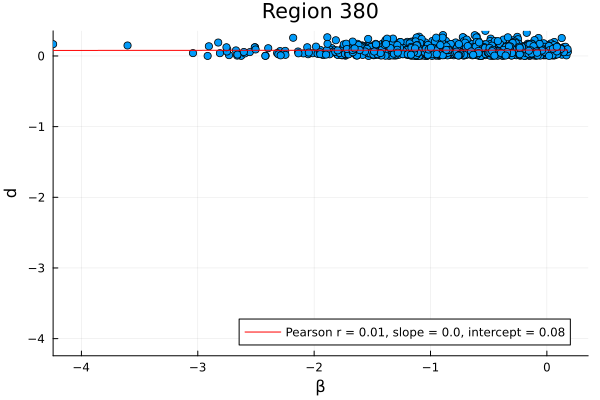 Region 380
0
−1
−2
−3
−4
d
Pearson r = 0.01, slope = 0.0, intercept = 0.08
−4
−3
−2
−1
0
β